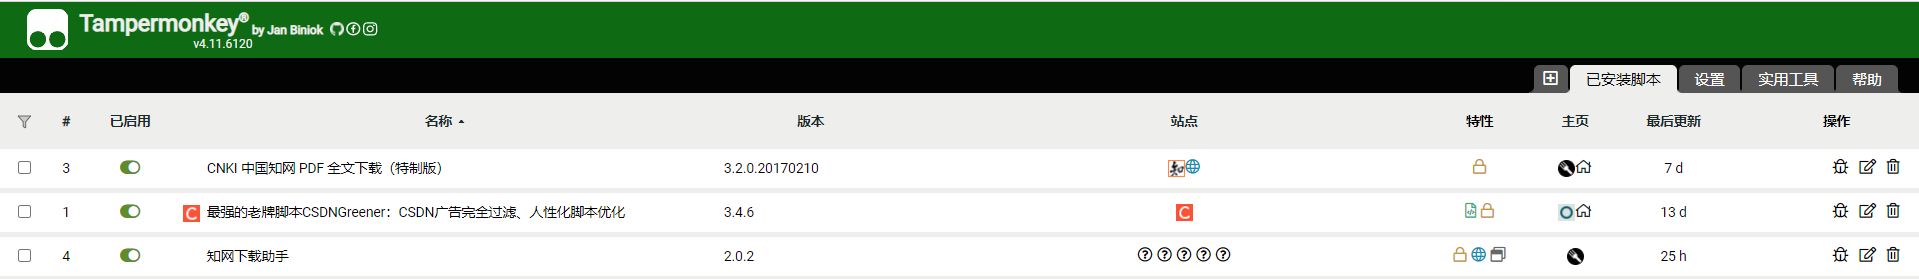 Tampermonkey® by Jan Biniok
v4.11.6120
已安装脚本 设置 实用工具 帮助
# 已启用 名称 版本 站点 特性 主页 最后更新 操作
3 CNKI 中国知网 PDF 全文下载（特制版） 3.2.0.20170210 7 d
1 C 最强的老牌脚本CSDNGreener：CSDN广告完全过滤、人性化脚本优化 3.4.6 C 13 d
4 知网下载助手 2.0.2 ? ? ? ? ? 25 h